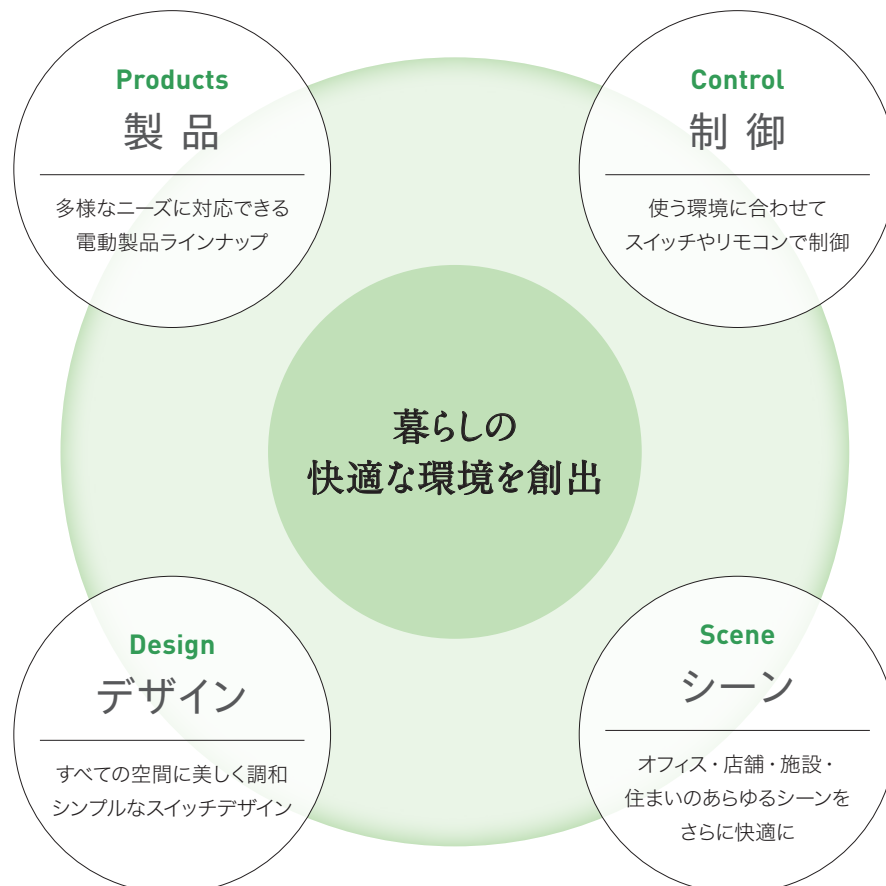 Products
製品
多様なニーズに対応できる
電動製品ラインナップ
Control
制御
使う環境に合わせて
スイッチやリモコンで制御
暮らしの
快適な環境を創出
Design
デザイン
すべての空間に美しく調和
シンプルなスイッチデザイン
Scene
シーン
オフィス・店舗・施設・
住まいのあらゆるシーンを
さらに快適に